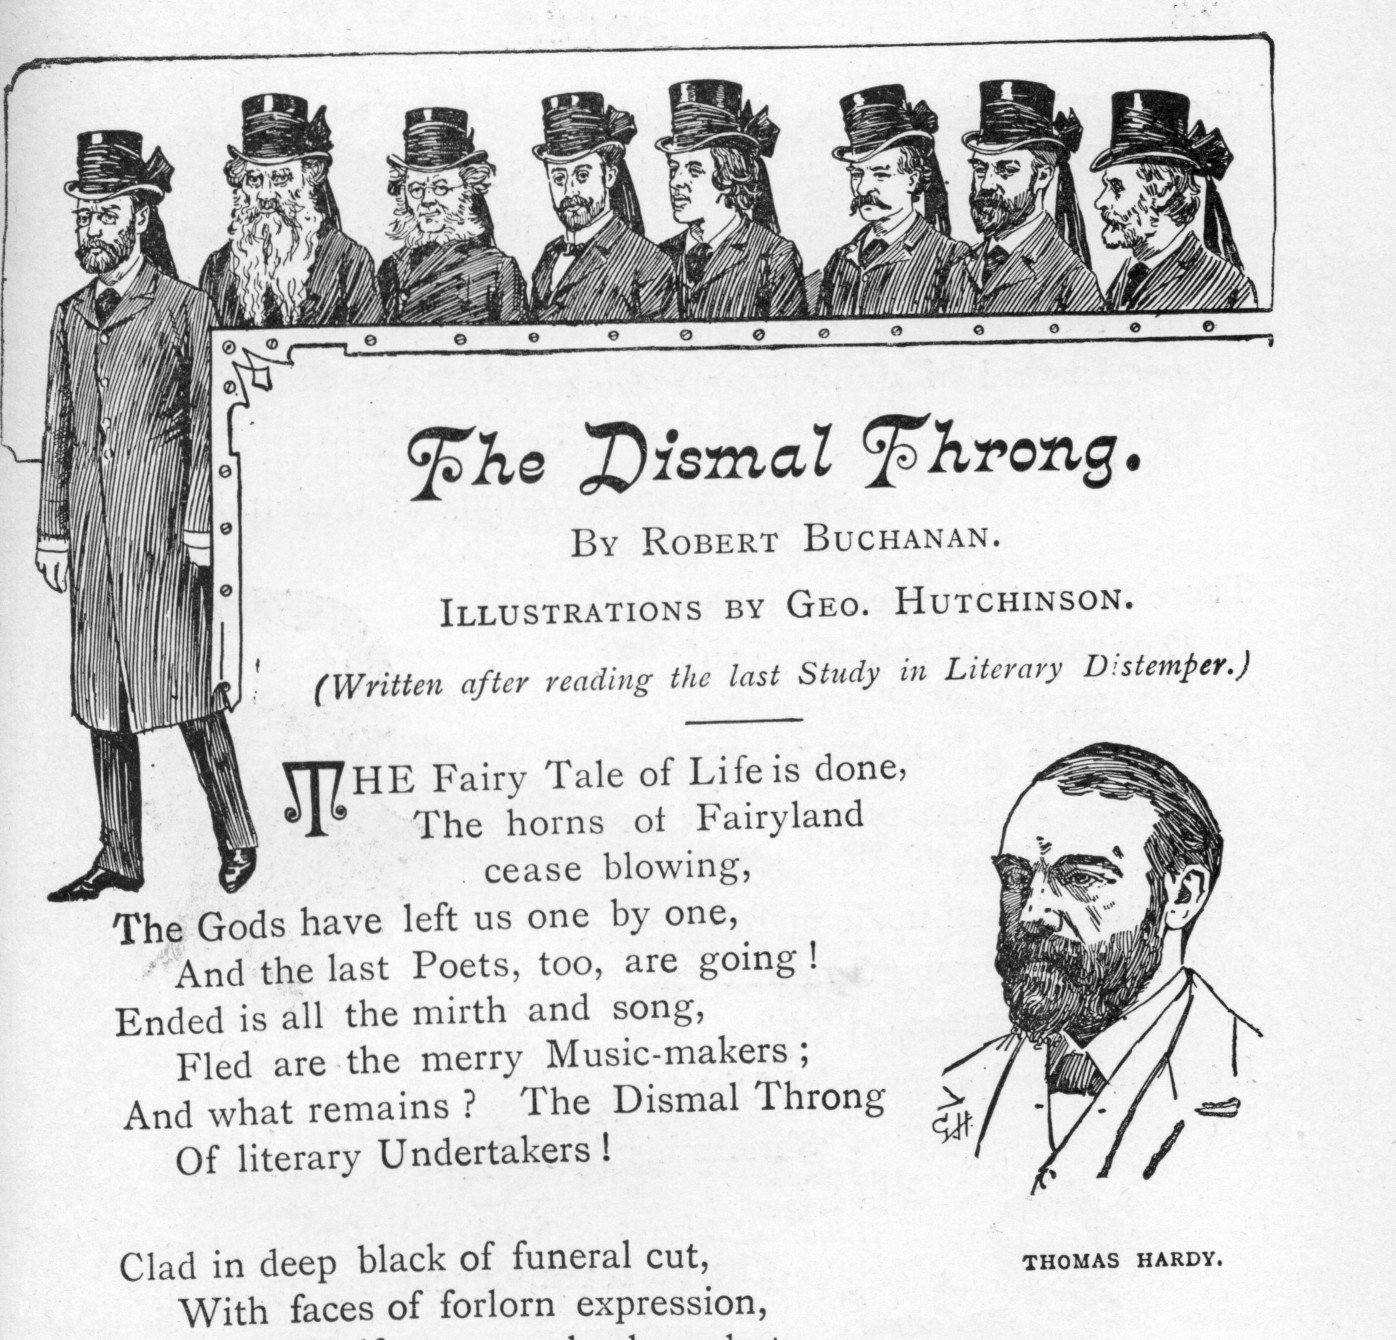 The Dismal Throng.
BY ROBERT BUCHANAN.
ILLUSTRATIONS BY GEO. HUTCHINSON.
(Written after reading the last Study in Literary Distemper.)
THE Fairy Tale of Life is done,
The horns of Fairyland
cease blowing,
The Gods have left us one by one,
And the last Poets, too, are going!
Ended is all the mirth and song,
Fled are the merry Music-makers;
And what remains? The Dismal Throng
Of literary Undertakers!
GH.
THOMAS HARDY.
Clad in deep black of funeral cut,
With faces of forlorn expression,